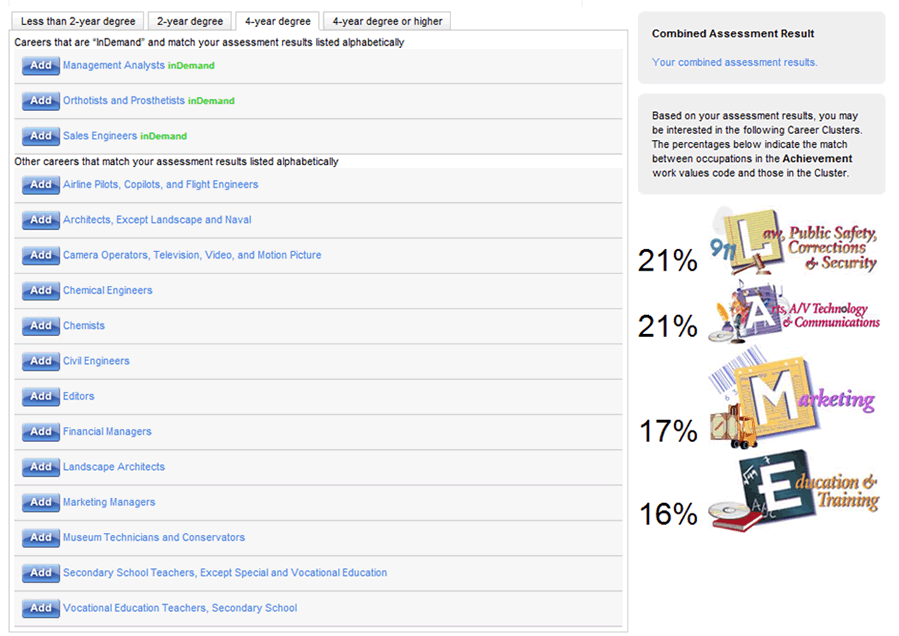 Less than 2-year degree
2-year degree
4-year degree
4-year degree or higher
Careers that are “InDemand” and match your assessment results listed alphabetically
Add Management Analysts inDemand
Add Orthotists and Prosthetists inDemand
Add Sales Engineers inDemand
Other careers that match your assessment results listed alphabetically
Add Airline Pilots, Copilots, and Flight Engineers
Add Architects, Except Landscape and Naval
Add Camera Operators, Television, Video, and Motion Picture
Add Chemical Engineers
Add Chemists
Add Civil Engineers
Add Editors
Add Financial Managers
Add Landscape Architects
Add Marketing Managers
Add Museum Technicians and Conservators
Add Secondary School Teachers, Except Special and Vocational Education
Add Vocational Education Teachers, Secondary School
Combined Assessment Result
Your combined assessment results.
Based on your assessment results, you may
be interested in the following Career Clusters.
The percentages below indicate the match
between occupations in the Achievement
work values code and those in the Cluster.
21%
911
Law, Public Safety,
Corrections
& Security
21%
Arts, A/V Technology
& Communications
17%
Marketing
16%
Education &
Training